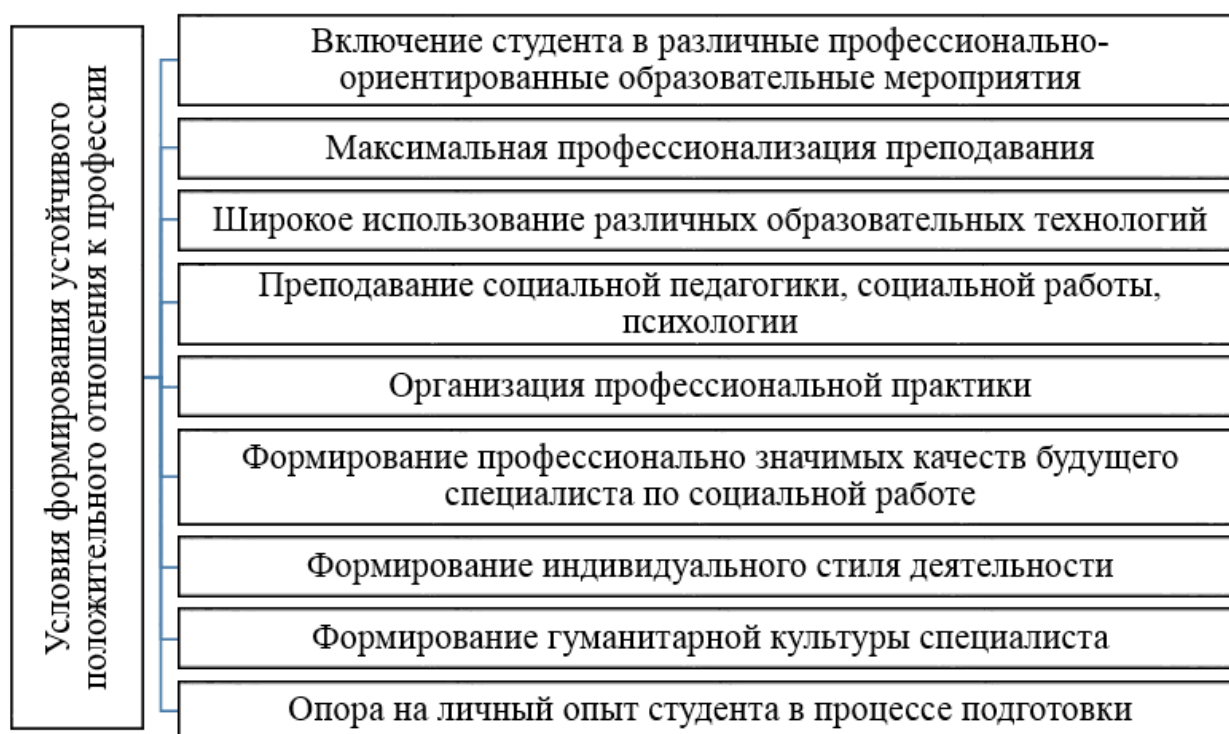 Условия формирования устойчивого
положительного отношения к профессии
Включение студента в различные профессионально-
ориентированные образовательные мероприятия
Максимальная профессионализация преподавания
Широкое использование различных образовательных технологий
Преподавание социальной педагогики, социальной работы,
психологии
Организация профессиональной практики
Формирование профессионально значимых качеств будущего
специалиста по социальной работе
Формирование индивидуального стиля деятельности
Формирование гуманитарной культуры специалиста
Опора на личный опыт студента в процессе подготовки